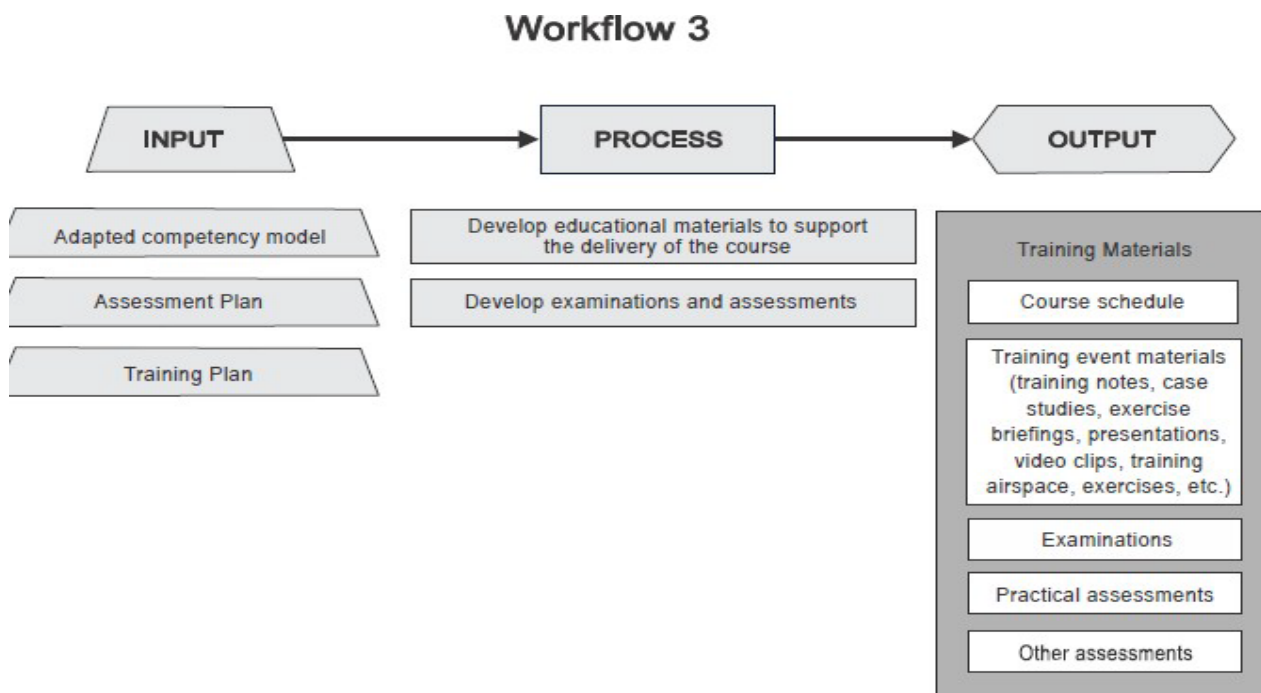 Workflow 3
INPUT
PROCESS
OUTPUT
Adapted competency model
Assessment Plan
Training Plan
Develop educational materials to support
the delivery of the course
Develop examinations and assessments
Training Materials
Course schedule
Training event materials
(training notes, case
studies, exercise
briefings, presentations,
video clips, training
airspace, exercises, etc.)
Examinations
Practical assessments
Other assessments